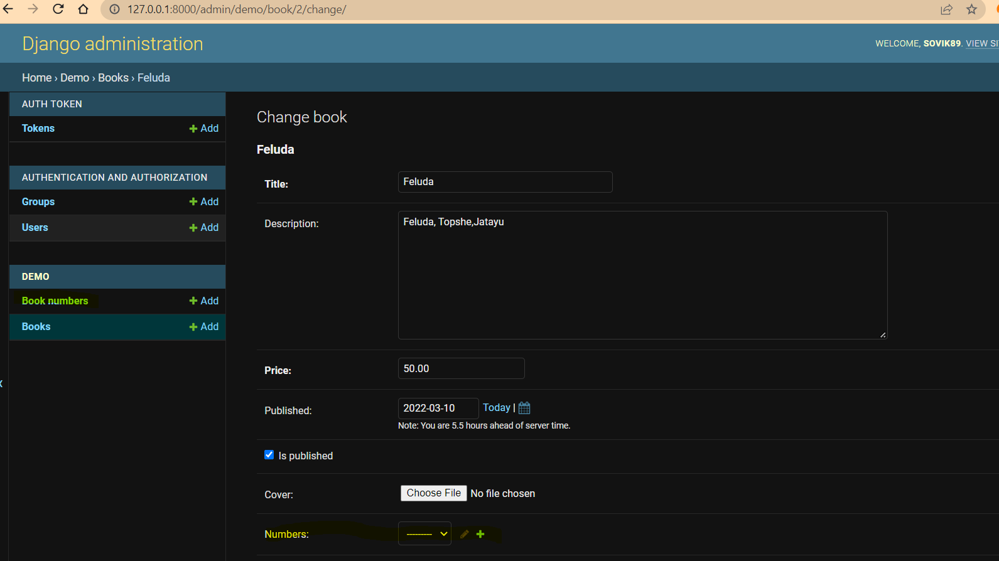 127.0.0.1:8000/admin/demo/book/2/change/
Django administration
WELCOME, SOVIK89. VIEW SI
Home › Demo › Books › Feluda
AUTH TOKEN
Tokens + Add
AUTHENTICATION AND AUTHORIZATION
Groups + Add
Users + Add
DEMO
Book numbers + Add
Books + Add
Change book
Feluda
Title: Feluda
Description: Feluda, Topshe,Jatayu
Price: 50.00
Published: 2022-03-10 Today |
Note: You are 5.5 hours ahead of server time.
Is published
Cover: Choose File No file chosen
Numbers: ---------